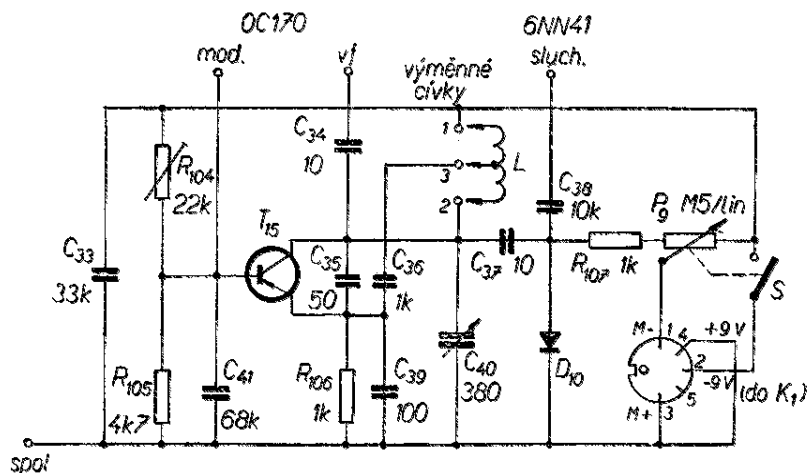 OC170
6NN41
mod.
vf
sluch.
výměnné
cívky
1
3
2
L
C34
10
R104
22k
T15
C33
33k
C35
50
C36
1k
C37
10
C38
10k
R107
1k
P9
M5/lin
S
R105
4k7
C41
68k
R106
1k
C39
100
C40
380
D10
M-
1
4
+9V
2
-9V
(do K1)
5
M+
3
spol